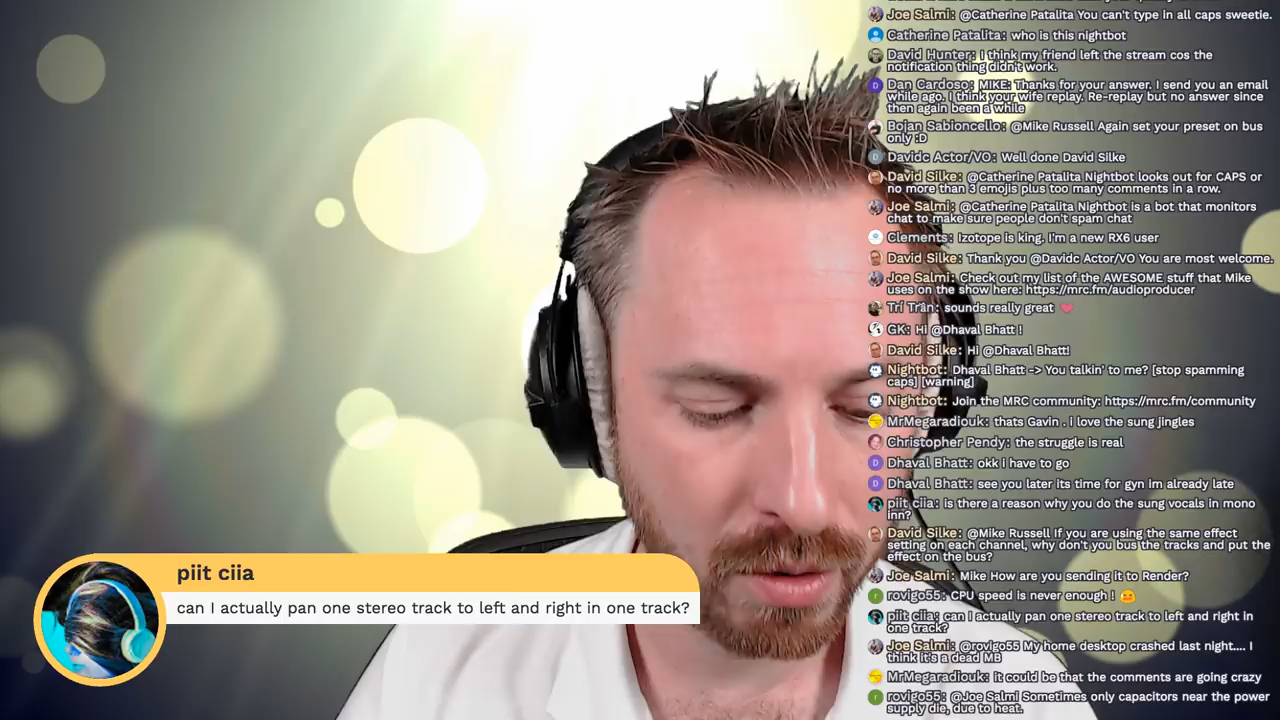 Joe Salmi: @Catherine Patalita You can't type in all caps sweetie.
Catherine Patalita: who is this nightbot
David Hunter: I think my friend left the stream cos the
notification thing didn't work.
D
Dan Cardoso: MIKE: Thanks for your answer. I send you an email
while ago. I think your wife replay. Re-replay but no answer since
then again been a while
Bojan Sabioncello: @Mike Russell Again set your preset on bus
only :D
D
Davidc Actor/VO: Well done David Silke
David Silke: @Catherine Patalita Nightbot looks out for CAPS or
no more than 3 emojis plus too many comments in a row.
Joe Salmi: @Catherine Patalita Nightbot is a bot that monitors
chat to make sure people don't spam chat
Clements: Izotope is king. I'm a new RX6 user
David Silke: Thank you @Davidc Actor/VO You are most welcome.
Joe Salmi: Check out my list of the AWESOME stuff that Mike
uses on the show here: https://mrc.fm/audioproducer
Trí Trần: sounds really great ❤
GK: Hi @Dhaval Bhatt !
David Silke: Hi @Dhaval Bhatt!
Nightbot: Dhaval Bhatt -> You talkin' to me? [stop spamming
caps] [warning]
Nightbot: Join the MRC community: https://mrc.fm/community
MrMegaradiouk: thats Gavin . i love the sung jingles
Christopher Pendy: the struggle is real
D
Dhaval Bhatt: okk i have to go
D
Dhaval Bhatt: see you later its time for gyn im already late
piit ciia: is there a reason why you do the sung vocals in mono
inn?
David Silke: @Mike Russell If you are using the same effect
setting on each channel, why don't you bus the tracks and put the
effect on the bus?
Joe Salmi: Mike How are you sending it to Render?
r
rovigo55: CPU speed is never enough !
piit ciia: can I actually pan one stereo track to left and right in
one track?
Joe Salmi: @rovigo55 My home desktop crashed last night.... I
think it's a dead MB
MrMegaradiouk: it could be that the comments are going crazy
r
rovigo55: @Joe Salmi Sometimes only capacitors near the power
supply die, due to heat.
piit ciia
can I actually pan one stereo track to left and right in one track?